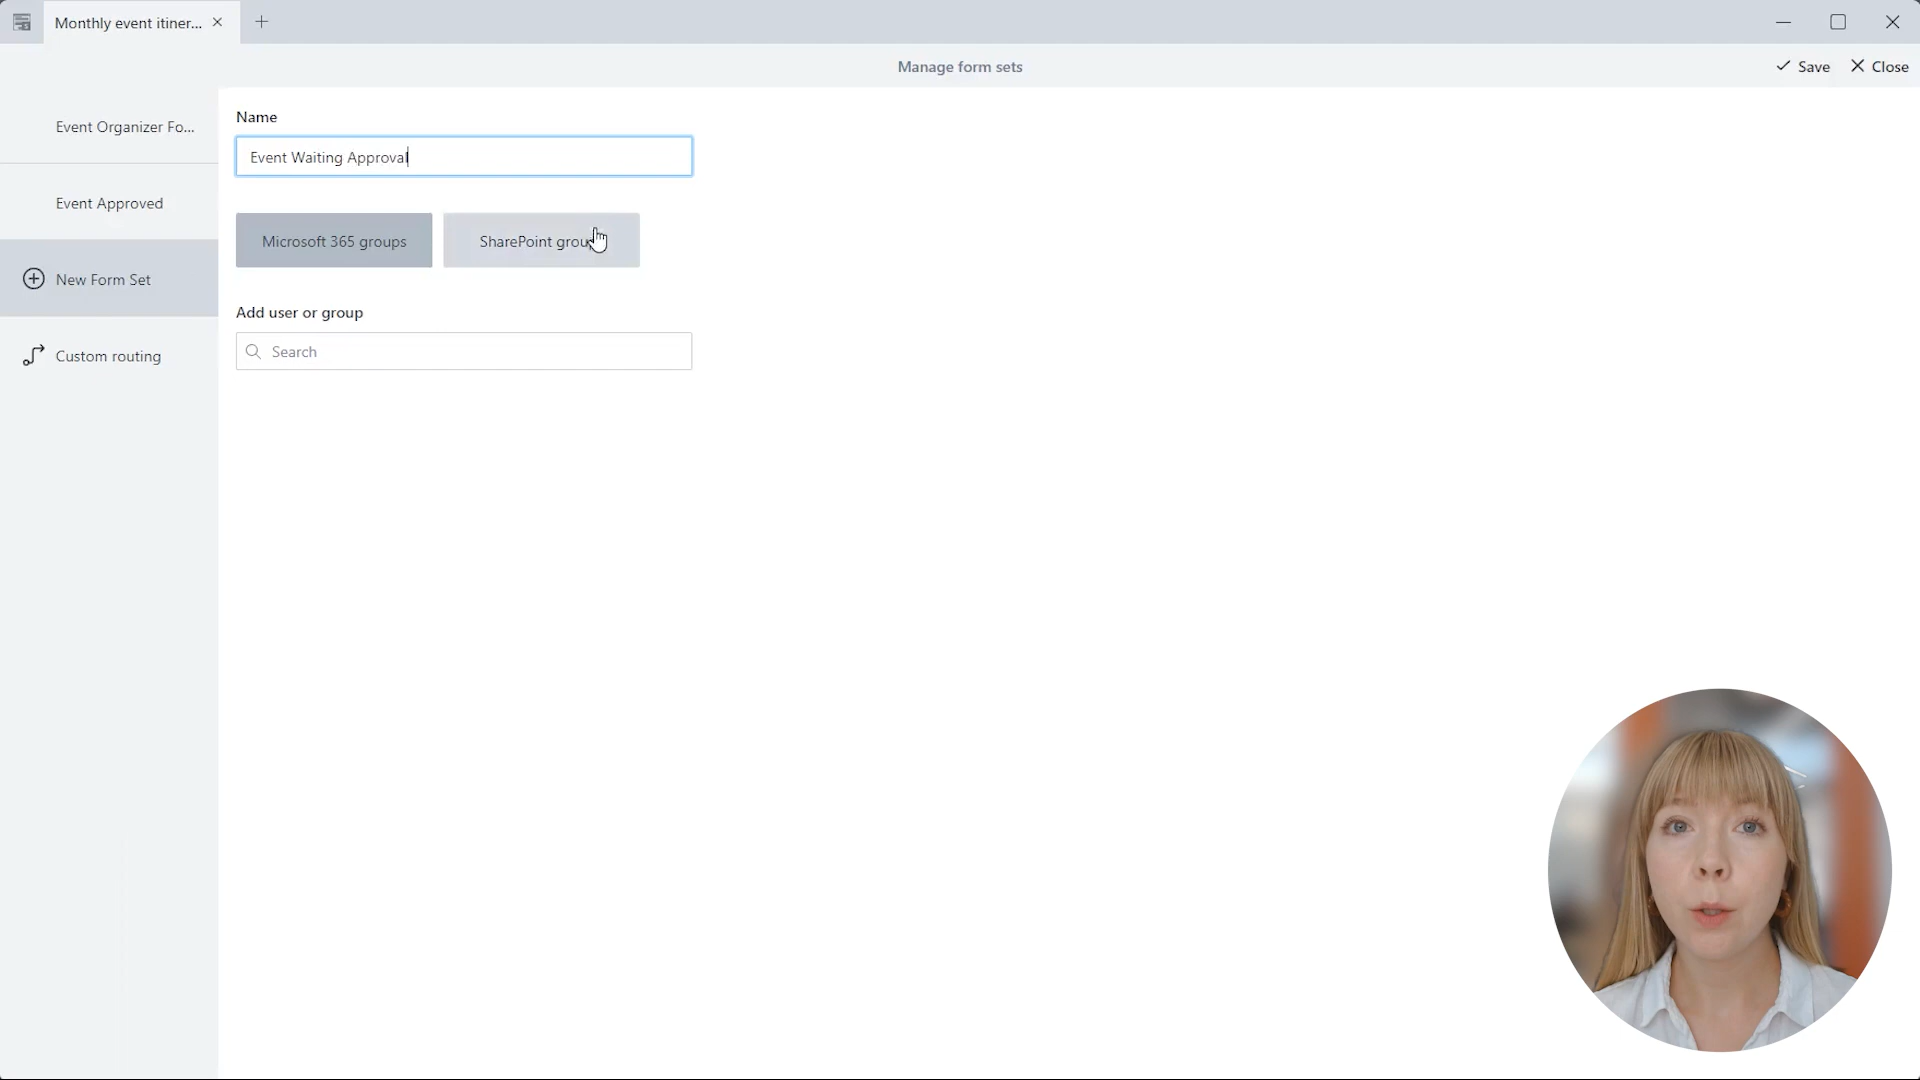 Monthly event itiner...
Manage form sets
Save
Close
Event Organizer Fo...
Event Approved
New Form Set
Custom routing
Name
Event Waiting Approval
Microsoft 365 groups
SharePoint grou
Add user or group
Search